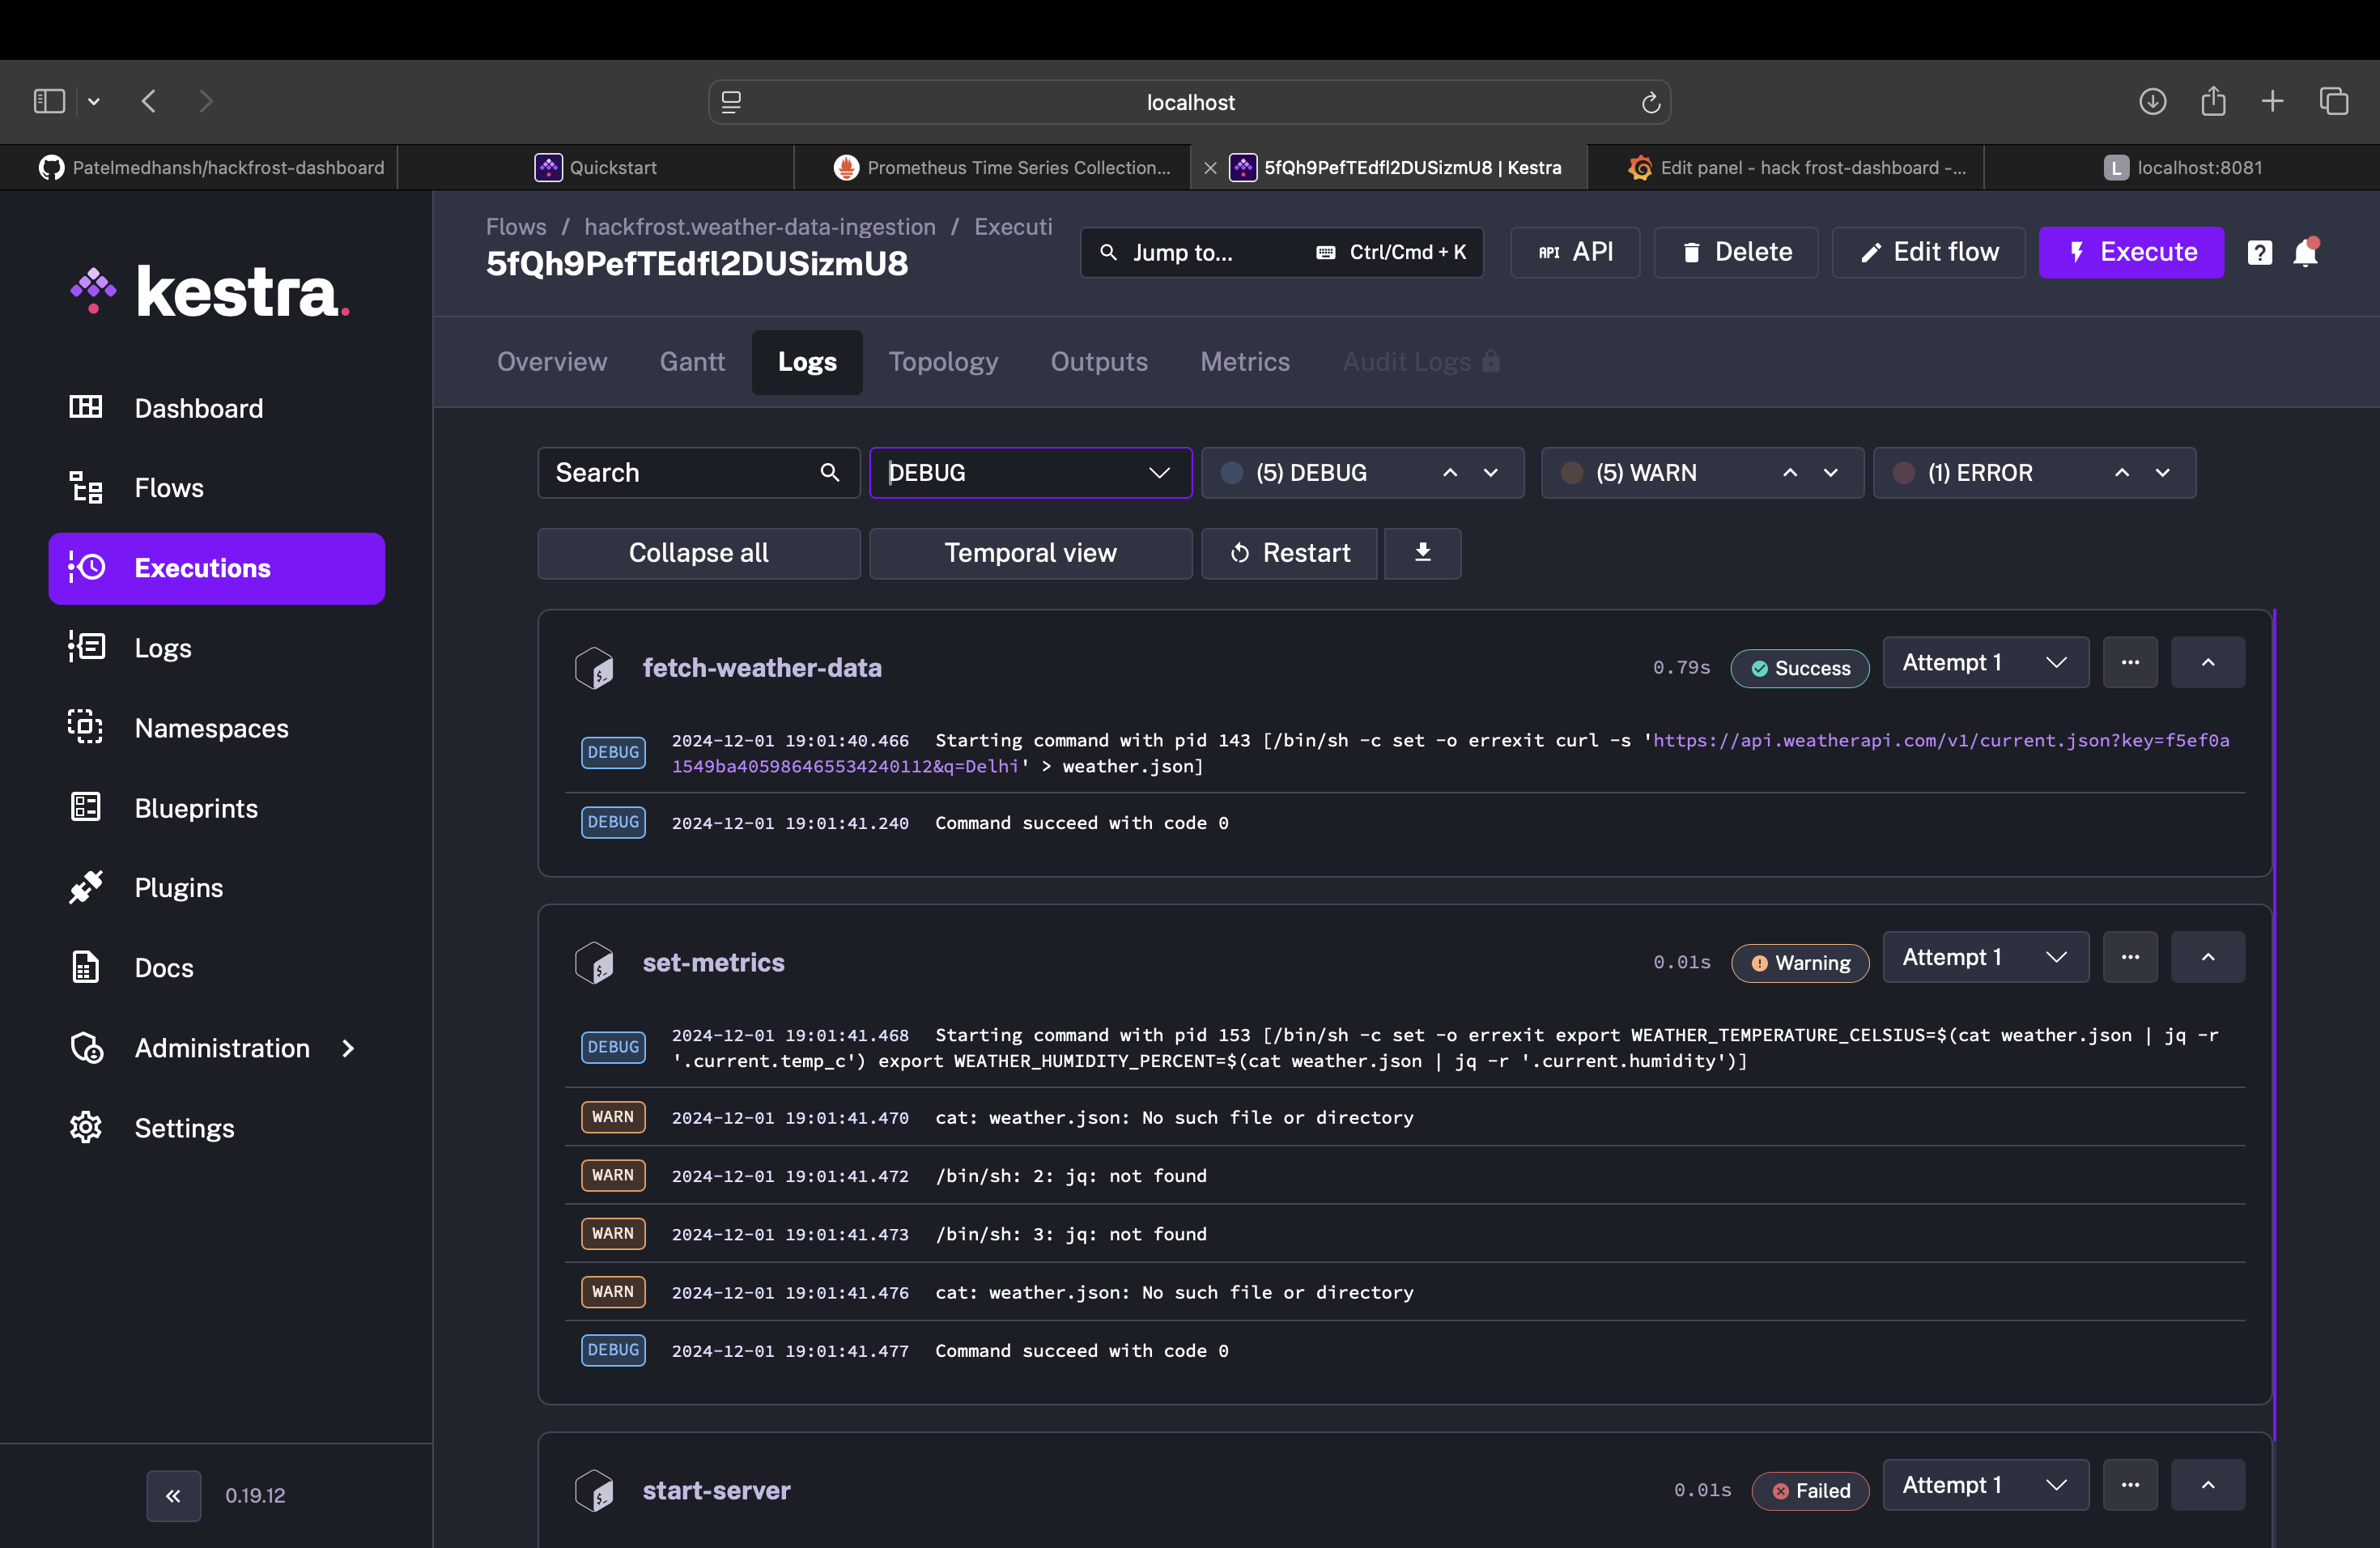 localhost
Patelmedhansh/hackfrost-dashboard
Quickstart
Prometheus Time Series Collection...
5fQh9PefTEdfl2DUSizmU8 | Kestra
Edit panel - hack frost-dashboard -...
L localhost:8081
kestra.
Dashboard
Flows
Executions
Logs
Namespaces
Blueprints
Plugins
Docs
Administration
Settings
0.19.12
Flows / hackfrost.weather-data-ingestion / Executi
5fQh9PefTEdfl2DUSizmU8
Jump to... Ctrl/Cmd + K
API API
Delete
Edit flow
Execute
Overview Gantt Logs Topology Outputs Metrics Audit Logs
Search
DEBUG
(5) DEBUG
(5) WARN
(1) ERROR
Collapse all
Temporal view
Restart
fetch-weather-data
0.79s Success Attempt 1
DEBUG 2024-12-01 19:01:40.466 Starting command with pid 143 [/bin/sh -c set -o errexit curl -s 'https://api.weatherapi.com/v1/current.json?key=f5ef0a
1549ba405986465534240112&q=Delhi' > weather.json]
DEBUG 2024-12-01 19:01:41.240 Command succeed with code 0
set-metrics
0.01s Warning Attempt 1
DEBUG 2024-12-01 19:01:41.468 Starting command with pid 153 [/bin/sh -c set -o errexit export WEATHER_TEMPERATURE_CELSIUS=$(cat weather.json | jq -r
'.current.temp_c') export WEATHER_HUMIDITY_PERCENT=$(cat weather.json | jq -r '.current.humidity')]
WARN 2024-12-01 19:01:41.470 cat: weather.json: No such file or directory
WARN 2024-12-01 19:01:41.472 /bin/sh: 2: jq: not found
WARN 2024-12-01 19:01:41.473 /bin/sh: 3: jq: not found
WARN 2024-12-01 19:01:41.476 cat: weather.json: No such file or directory
DEBUG 2024-12-01 19:01:41.477 Command succeed with code 0
start-server
0.01s Failed Attempt 1